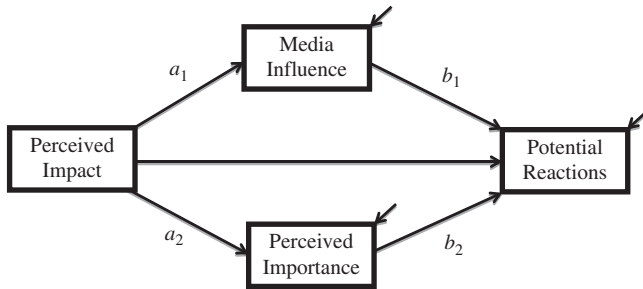 Media
Influence
a1
b1
Perceived
Impact
Potential
Reactions
a2
Perceived
Importance
b2